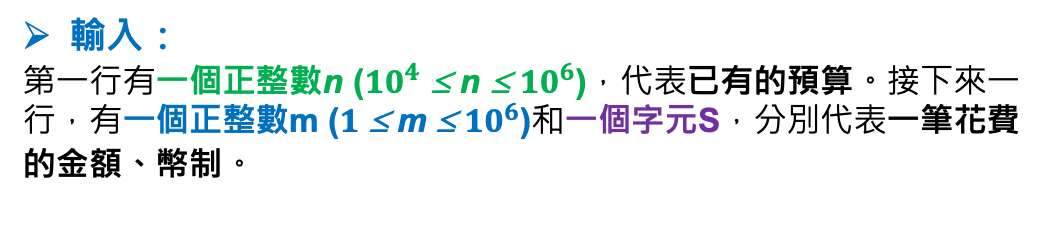 ➢ 輸入：
第一行有一個正整數n (10⁴ ≤ n ≤ 10⁶)，代表已有的預算。接下來一
行，有一個正整數m (1 ≤ m ≤ 10⁶)和一個字元S，分別代表一筆花費
的金額、幣制。